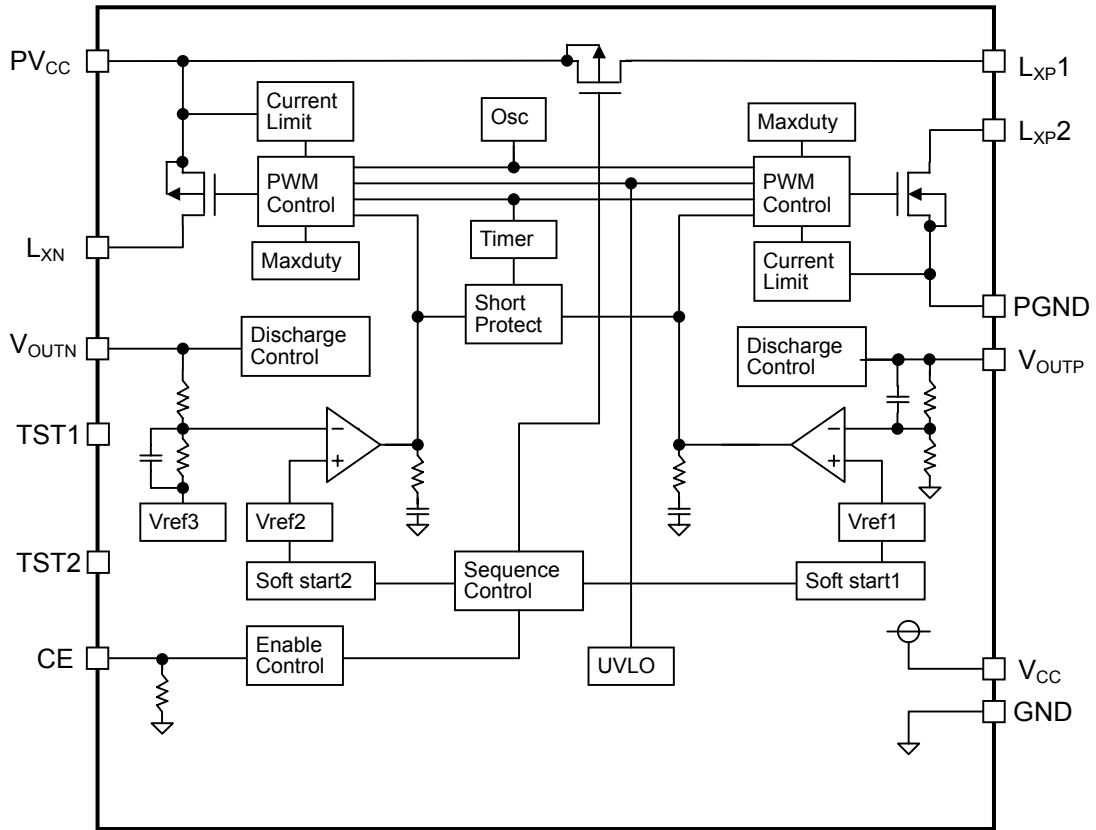 PVCC
LXP1
Current
Limit
Osc
Maxduty
LXP2
PWM
Control
PWM
Control
LXN
Maxduty
Timer
Current
Limit
Short
Protect
PGND
VOUTN
Discharge
Control
Discharge
Control
VOUTP
TST1
−
+
−
+
Vref3
Vref2
Vref1
TST2
Soft start2
Sequence
Control
Soft start1
CE
Enable
Control
UVLO
VCC
GND